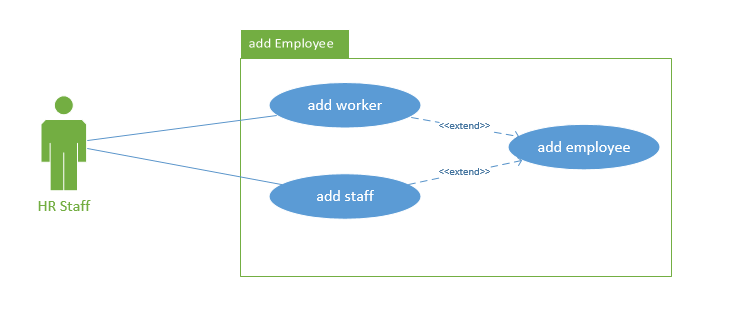 add Employee
add worker
<<extend>>
add employee
<<extend>>
add staff
HR Staff